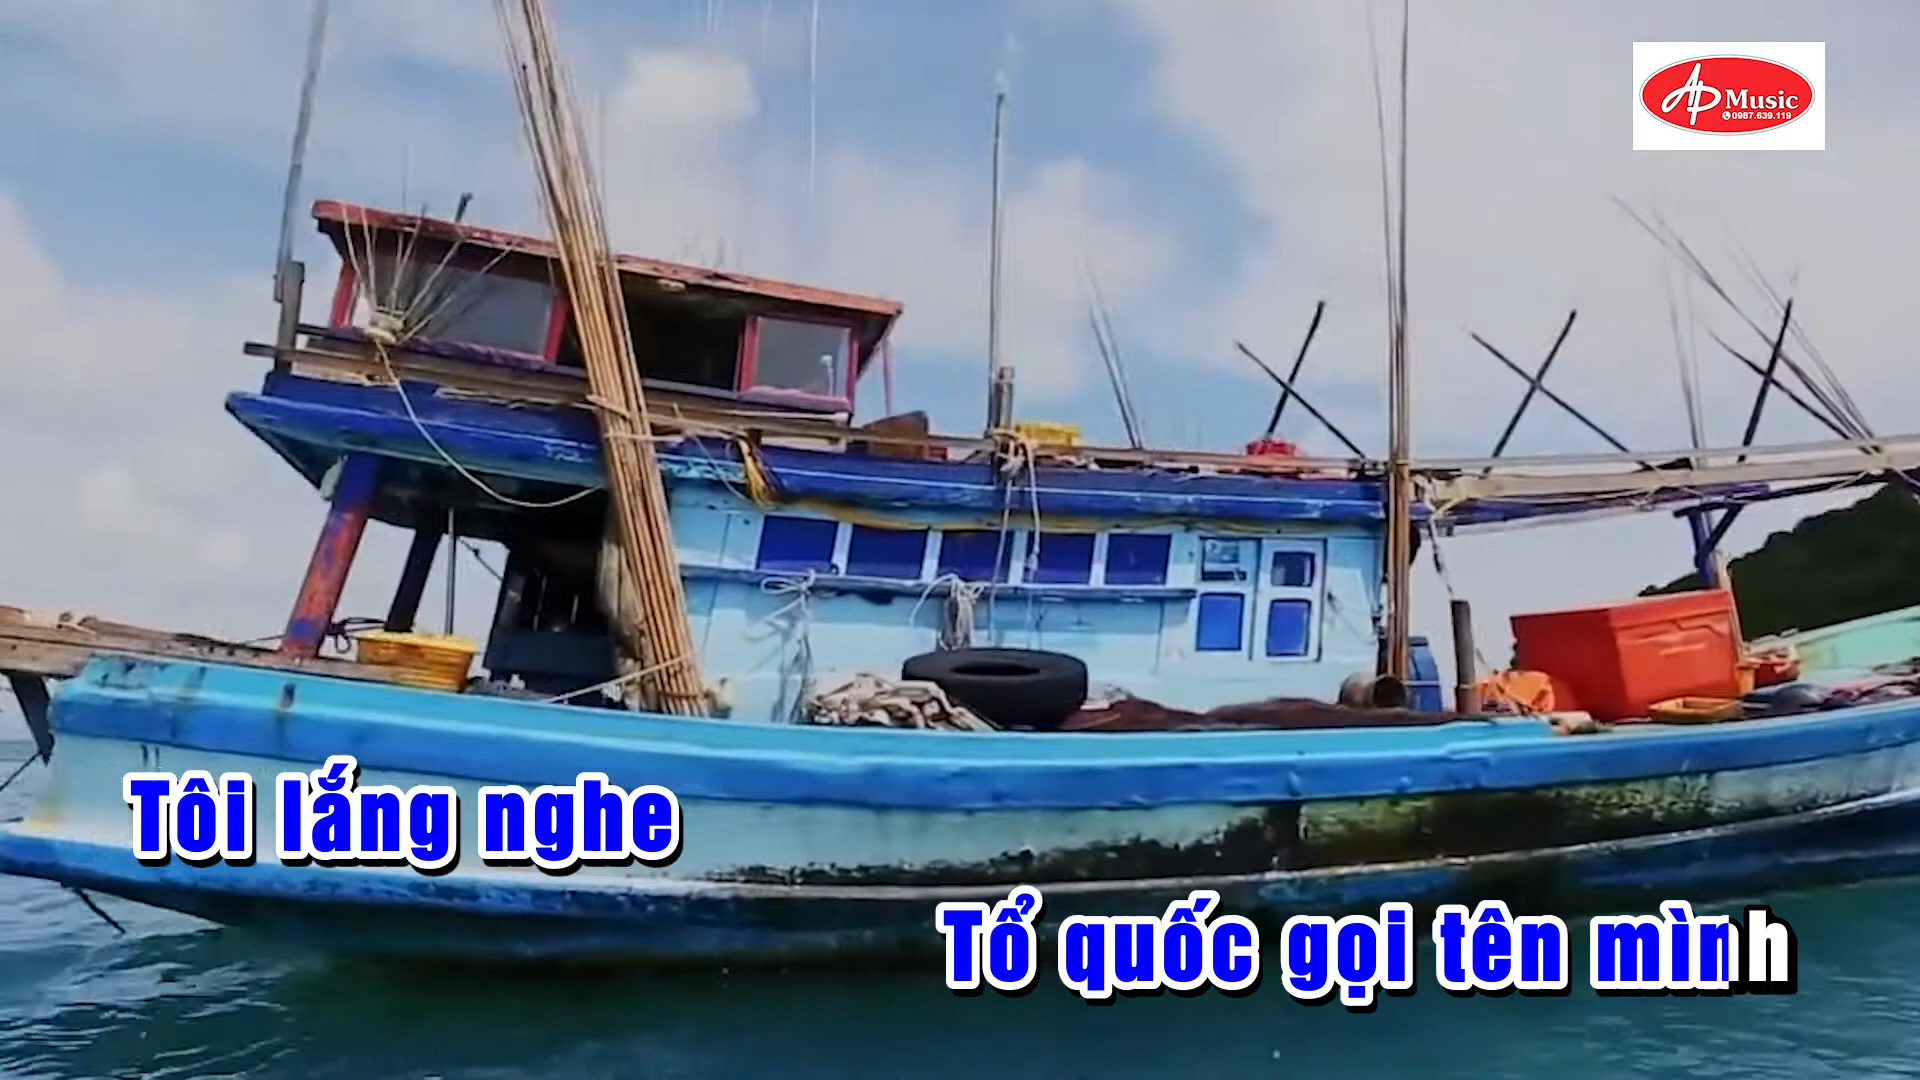 AP Music
0987.639.119
Tôi lắng nghe
Tổ quốc gọi tên mình